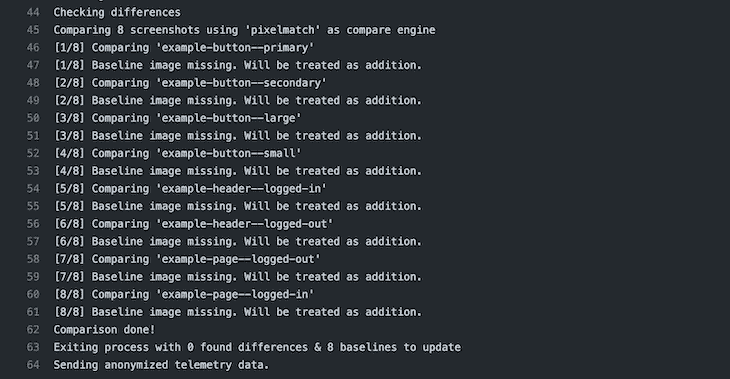 44 Checking differences
45 Comparing 8 screenshots using 'pixelmatch' as compare engine
46 [1/8] Comparing 'example-button--primary'
47 [1/8] Baseline image missing. Will be treated as addition.
48 [2/8] Comparing 'example-button--secondary'
49 [2/8] Baseline image missing. Will be treated as addition.
50 [3/8] Comparing 'example-button--large'
51 [3/8] Baseline image missing. Will be treated as addition.
52 [4/8] Comparing 'example-button--small'
53 [4/8] Baseline image missing. Will be treated as addition.
54 [5/8] Comparing 'example-header--logged-in'
55 [5/8] Baseline image missing. Will be treated as addition.
56 [6/8] Comparing 'example-header--logged-out'
57 [6/8] Baseline image missing. Will be treated as addition.
58 [7/8] Comparing 'example-page--logged-out'
59 [7/8] Baseline image missing. Will be treated as addition.
60 [8/8] Comparing 'example-page--logged-in'
61 [8/8] Baseline image missing. Will be treated as addition.
62 Comparison done!
63 Exiting process with 0 found differences & 8 baselines to update
64 Sending anonymized telemetry data.